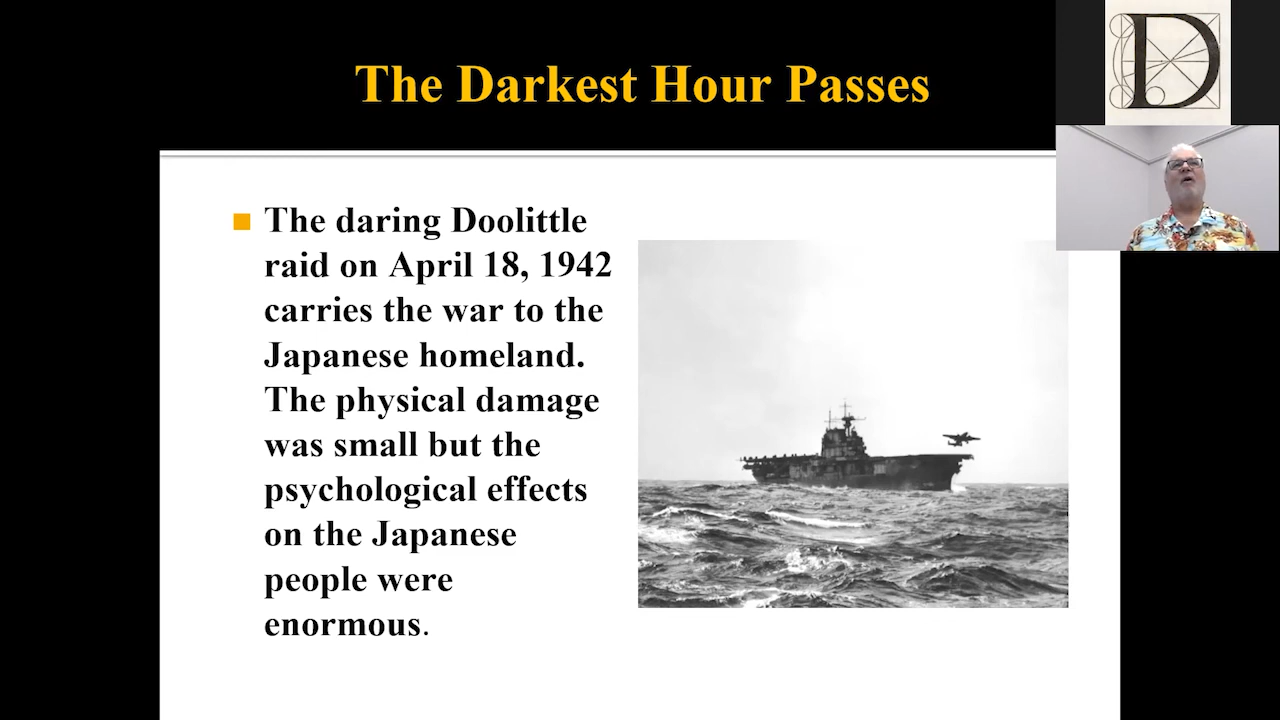 The Darkest Hour Passes
D
The daring Doolittle
raid on April 18, 1942
carries the war to the
Japanese homeland.
The physical damage
was small but the
psychological effects
on the Japanese
people were
enormous.